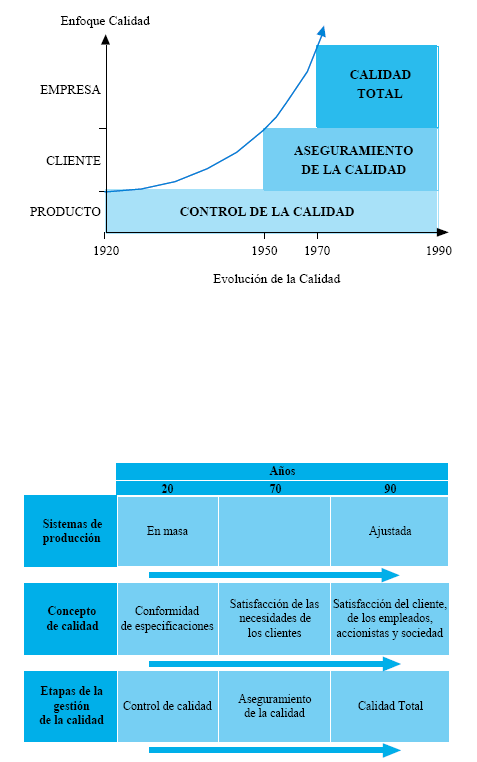 Enfoque Calidad
EMPRESA
CALIDAD
TOTAL
CLIENTE
ASEGURAMIENTO
DE LA CALIDAD
PRODUCTO
CONTROL DE LA CALIDAD
1920
1950
1970
1990
Evolución de la Calidad
Años
20
70
90
Sistemas de
producción
En masa
Ajustada
Concepto
de calidad
Conformidad
de especificaciones
Satisfacción de las
necesidades de
los clientes
Satisfacción del cliente,
de los empleados,
accionistas y sociedad
Etapas de la
gestión
de la calidad
Control de calidad
Aseguramiento
de la calidad
Calidad Total